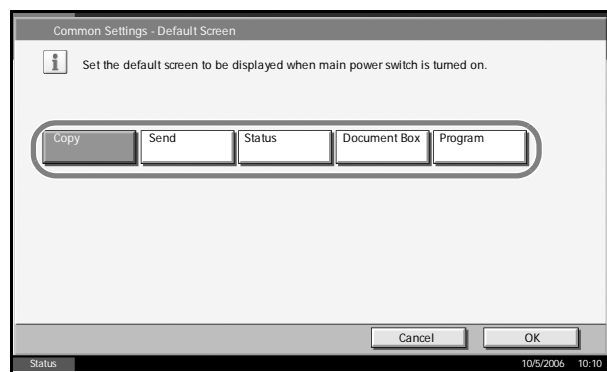 Common Settings - Default Screen
Set the default screen to be displayed when main power switch is turned on.
Copy Send Status Document Box Program
Cancel OK
Status 10/5/2006 10:10